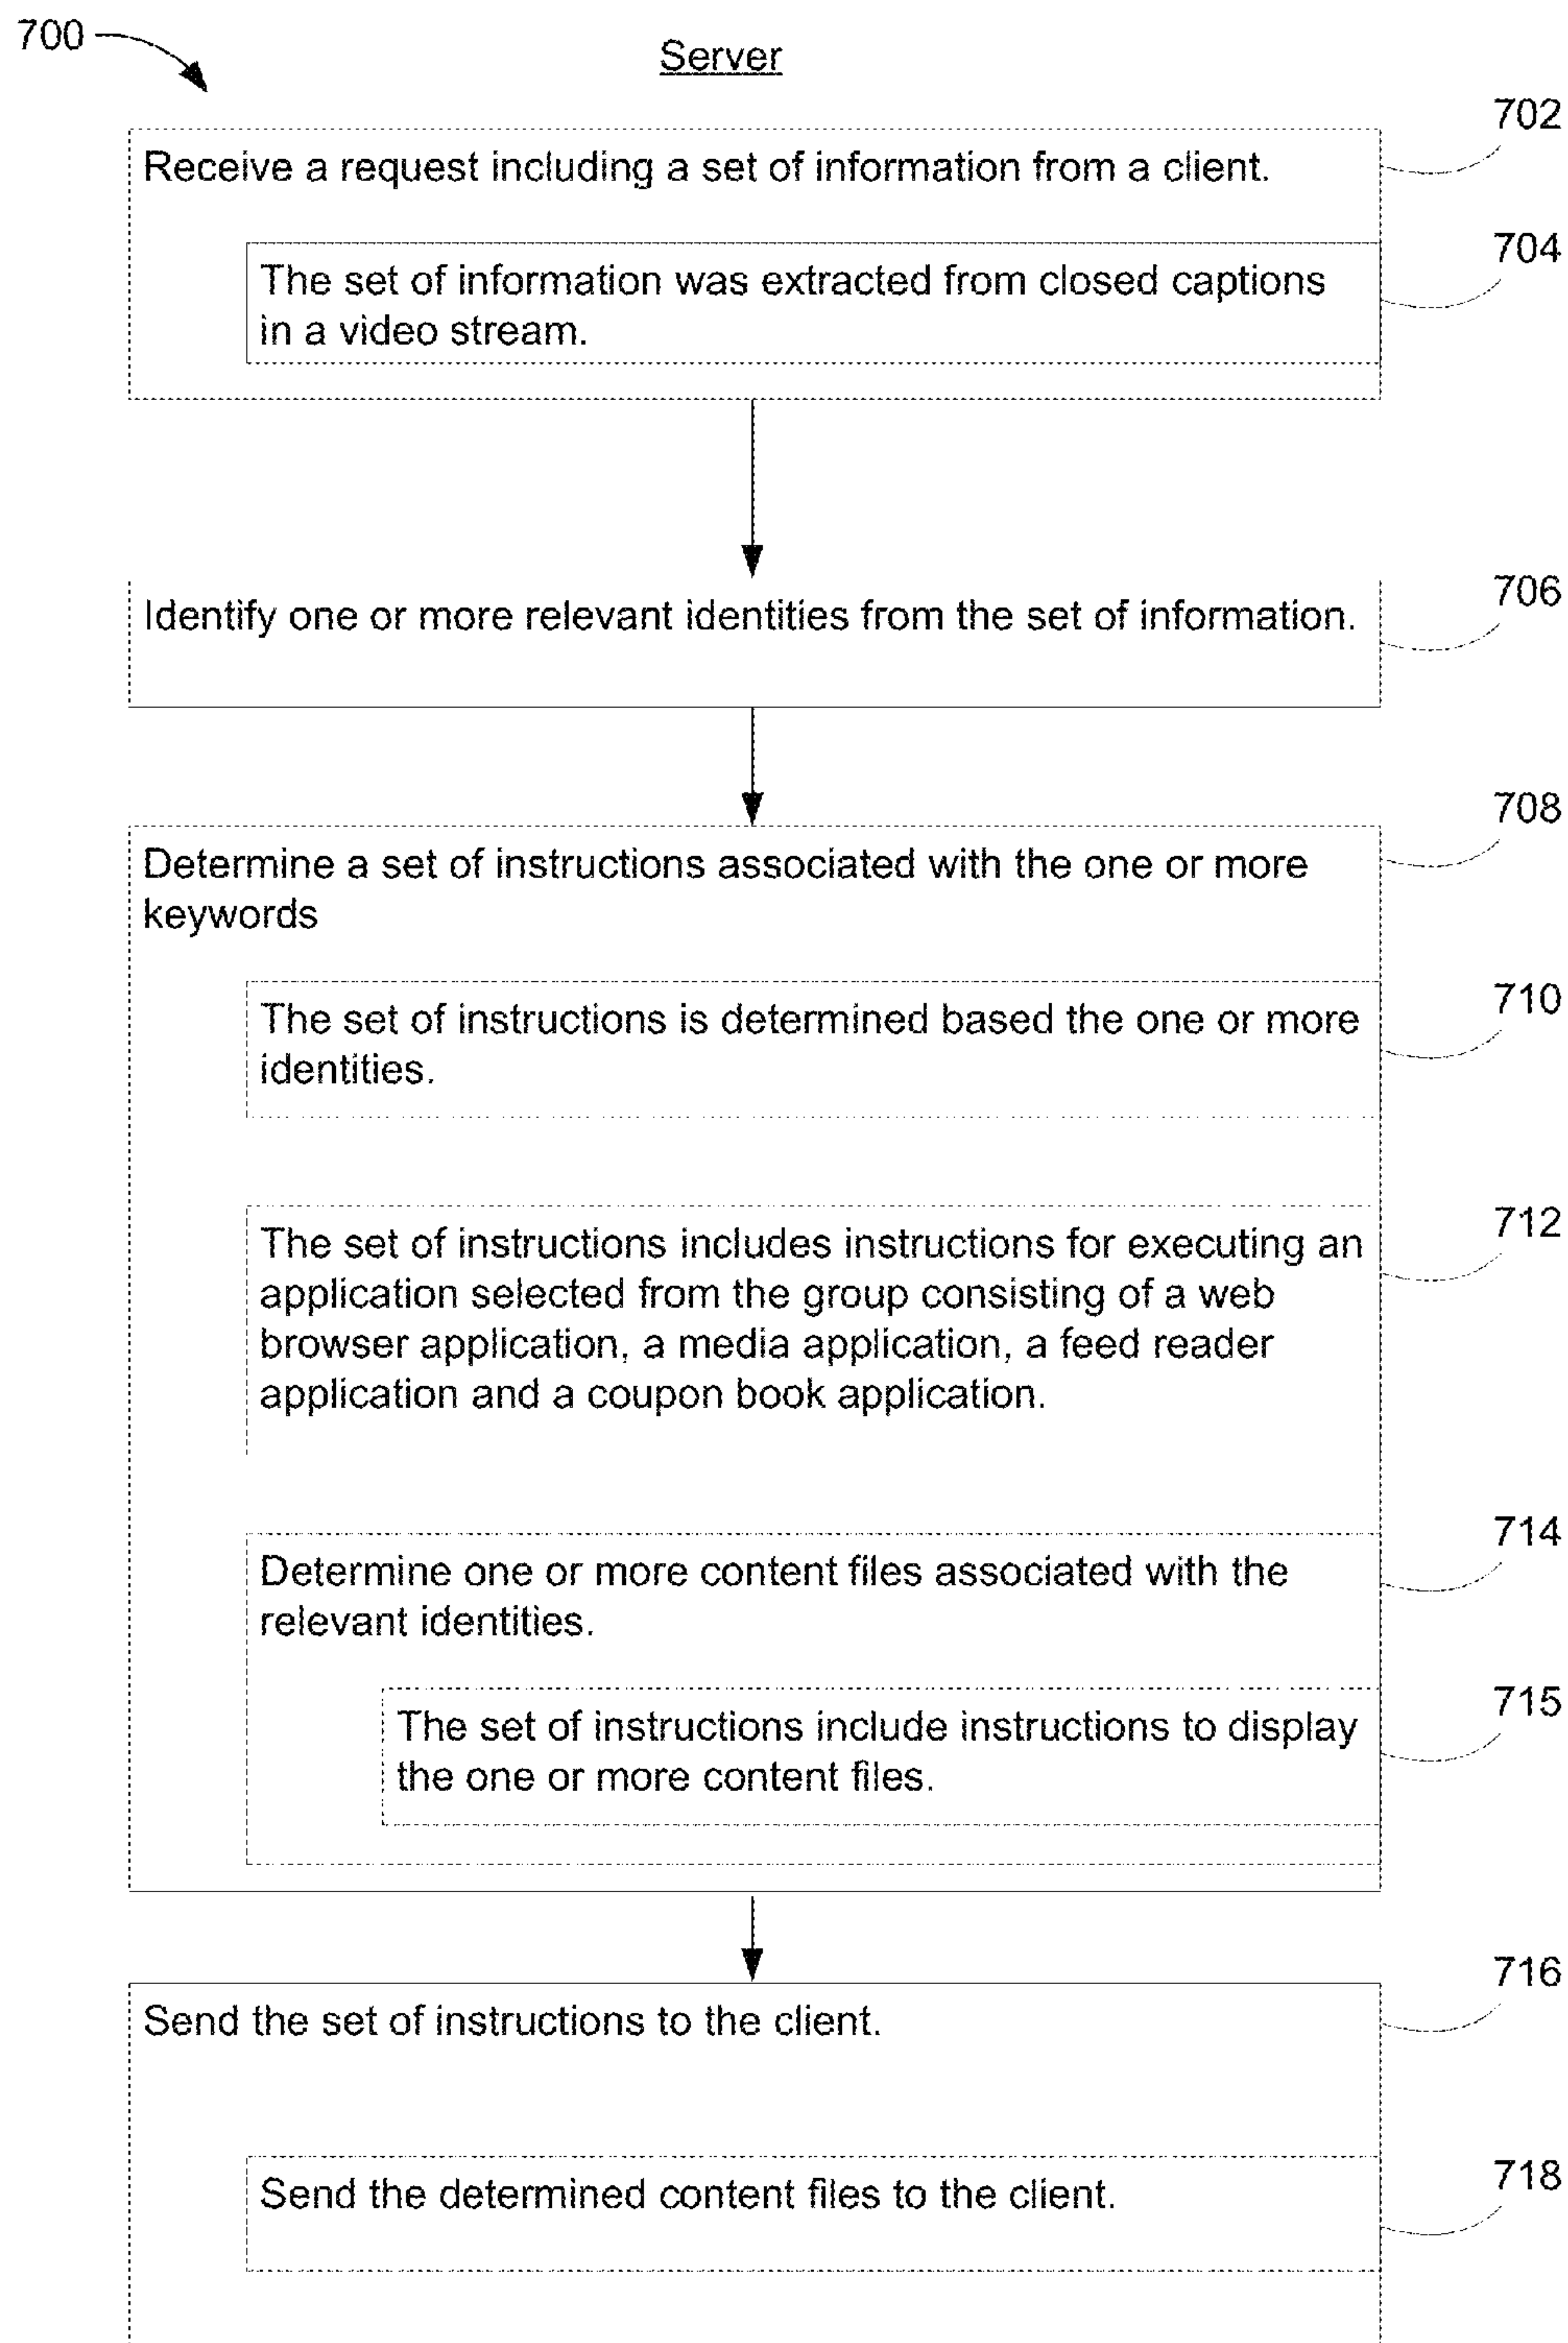 700
Server
702
Receive a request including a set of information from a client.
704
The set of information was extracted from closed captions
in a video stream.
706
Identify one or more relevant identities from the set of information.
708
Determine a set of instructions associated with the one or more
keywords
710
The set of instructions is determined based the one or more
identities.
712
The set of instructions includes instructions for executing an
application selected from the group consisting of a web
browser application, a media application, a feed reader
application and a coupon book application.
714
Determine one or more content files associated with the
relevant identities.
715
The set of instructions include instructions to display
the one or more content files.
716
Send the set of instructions to the client.
718
Send the determined content files to the client.